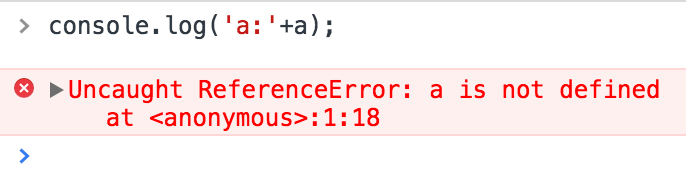 console.log('a:'+a);
Uncaught ReferenceError: a is not defined
at <anonymous>:1:18